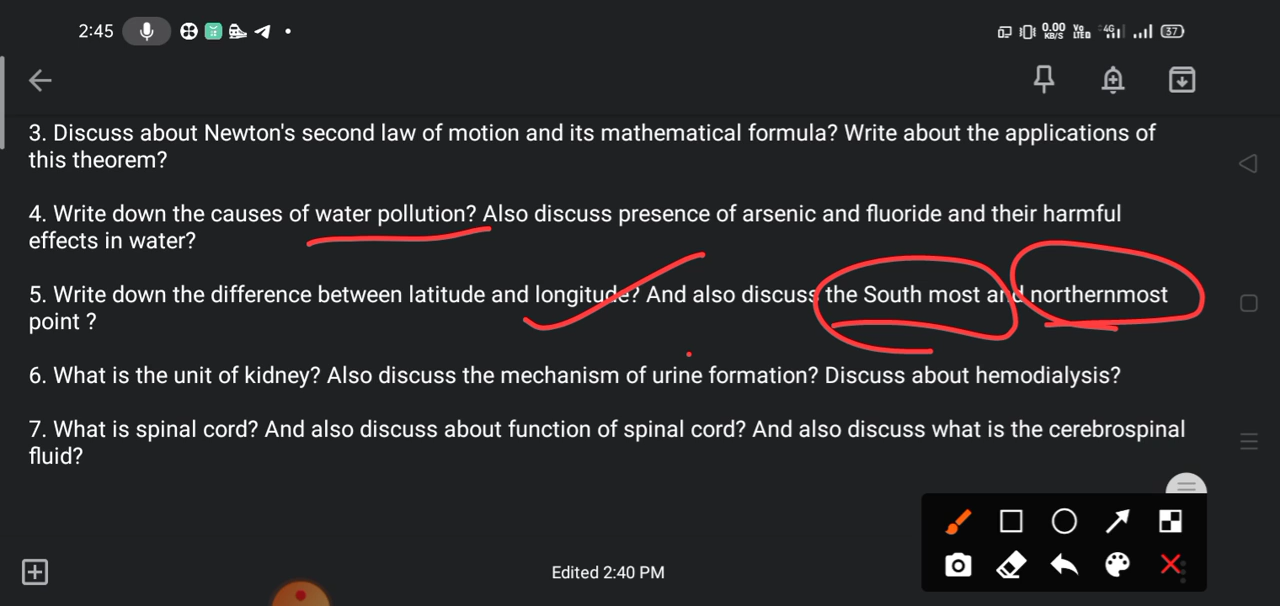 2:45
0.00 KB/S Vo LTED 4G 37
3. Discuss about Newton's second law of motion and its mathematical formula? Write about the applications of
this theorem?
4. Write down the causes of water pollution? Also discuss presence of arsenic and fluoride and their harmful
effects in water?
5. Write down the difference between latitude and longitude? And also discuss the South most and northernmost
point ?
6. What is the unit of kidney? Also discuss the mechanism of urine formation? Discuss about hemodialysis?
7. What is spinal cord? And also discuss about function of spinal cord? And also discuss what is the cerebrospinal
fluid?
Edited 2:40 PM